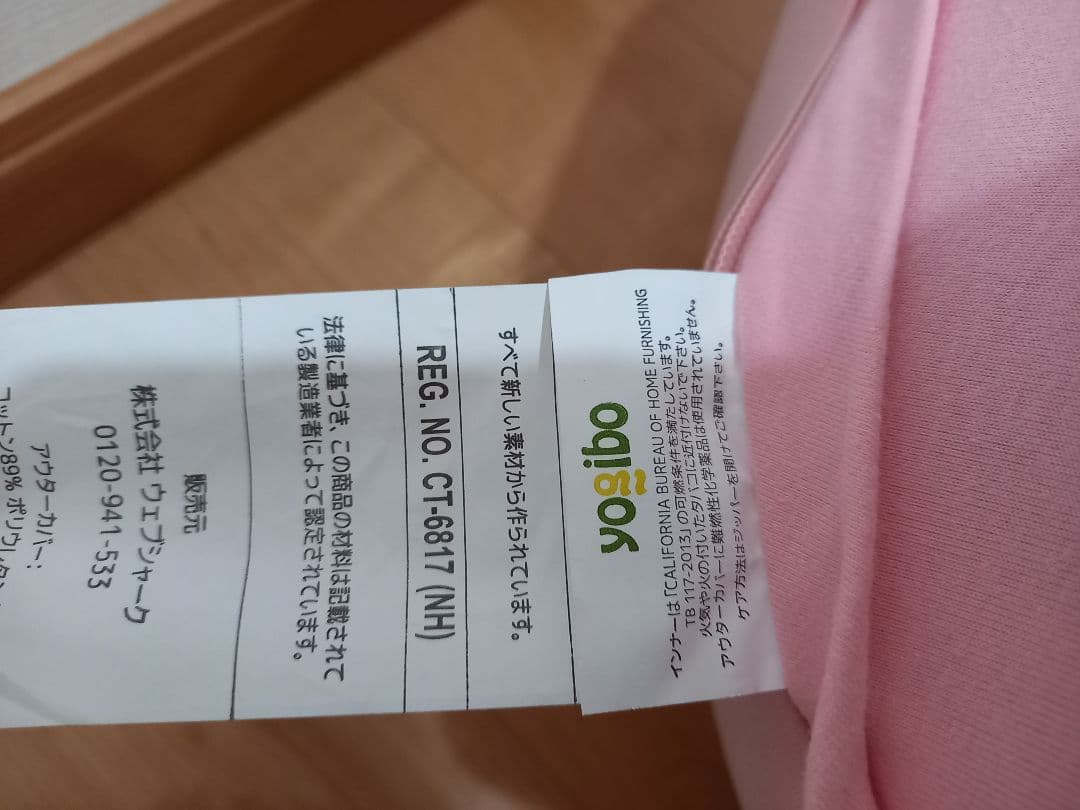 yogibo
インナーは「CALIFORNIA BUREAU OF HOME FURNISHING
TB 117-2013」の可燃条件を満たしています。
火気や火の付いたタバコに近付けないで下さい。
アウターカバーに難燃性化学薬品は使用されていません。
ケア方法はジッパーを開けてご確認下さい。
すべて新しい素材から作られています。
REG. NO. CT-6817 (NH)
法律に基づき、この商品の材料は記載されて
いる製造業者によって認定されています。
販売元
株式会社 ウェブシャーク
0120-941-533
アウターカバー:
コットン89%